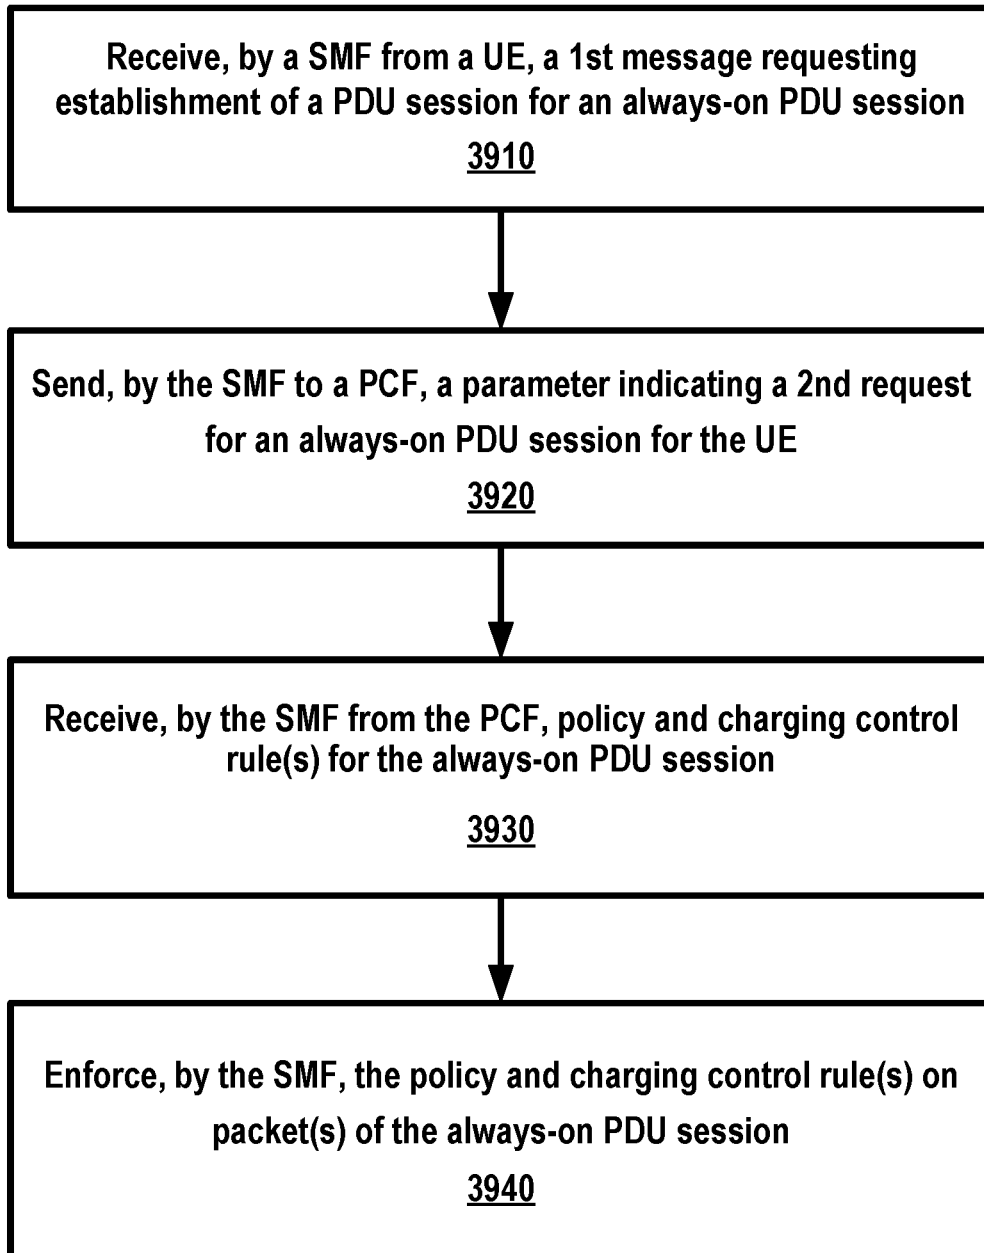 Receive, by a SMF from a UE, a 1st message requesting
establishment of a PDU session for an always-on PDU session
3910
Send, by the SMF to a PCF, a parameter indicating a 2nd request
for an always-on PDU session for the UE
3920
Receive, by the SMF from the PCF, policy and charging control
rule(s) for the always-on PDU session
3930
Enforce, by the SMF, the policy and charging control rule(s) on
packet(s) of the always-on PDU session
3940